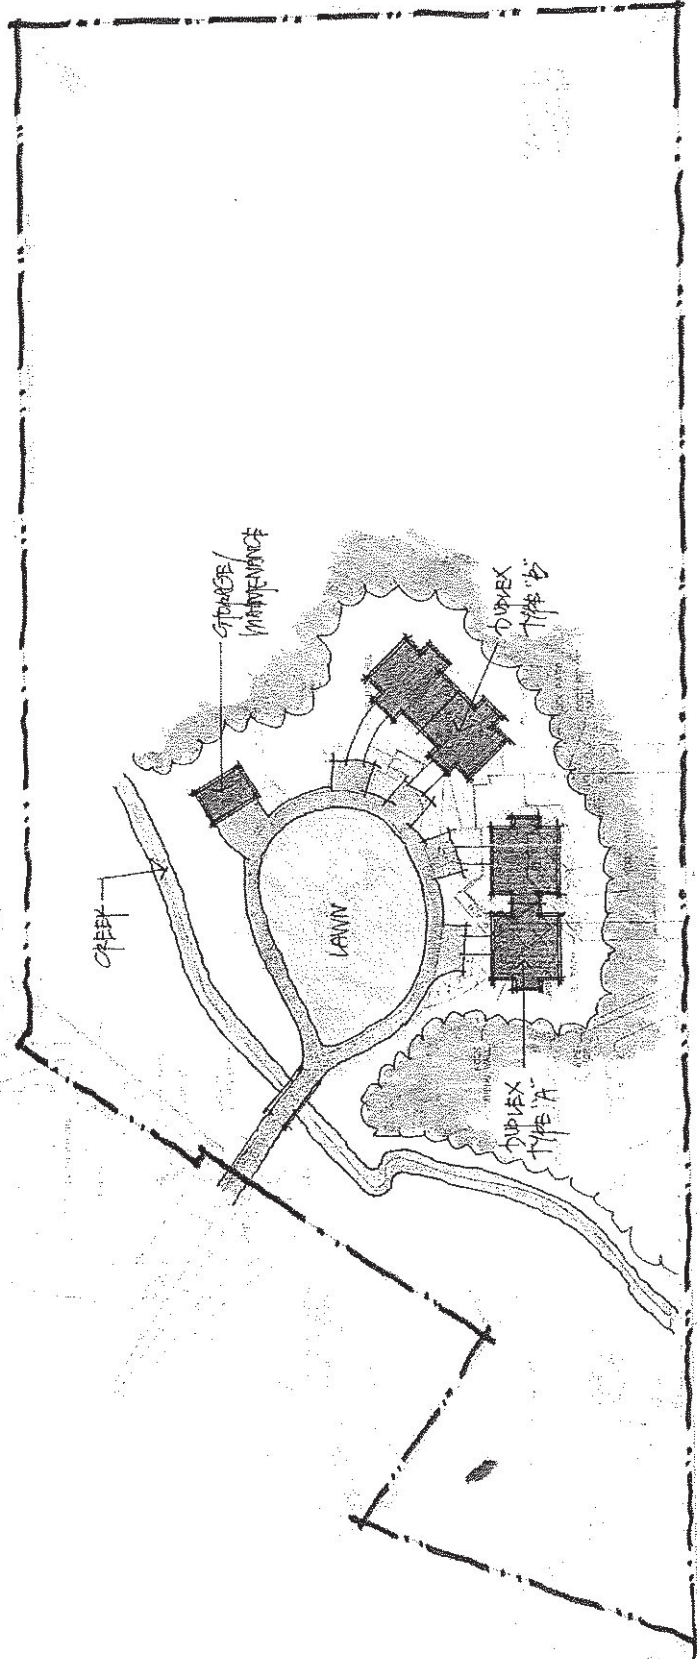 STORAGE/
MAINTENANCE
DUPLEX
TYPE "B"
CREEK
LAWN
DUPLEX
TYPE "A"